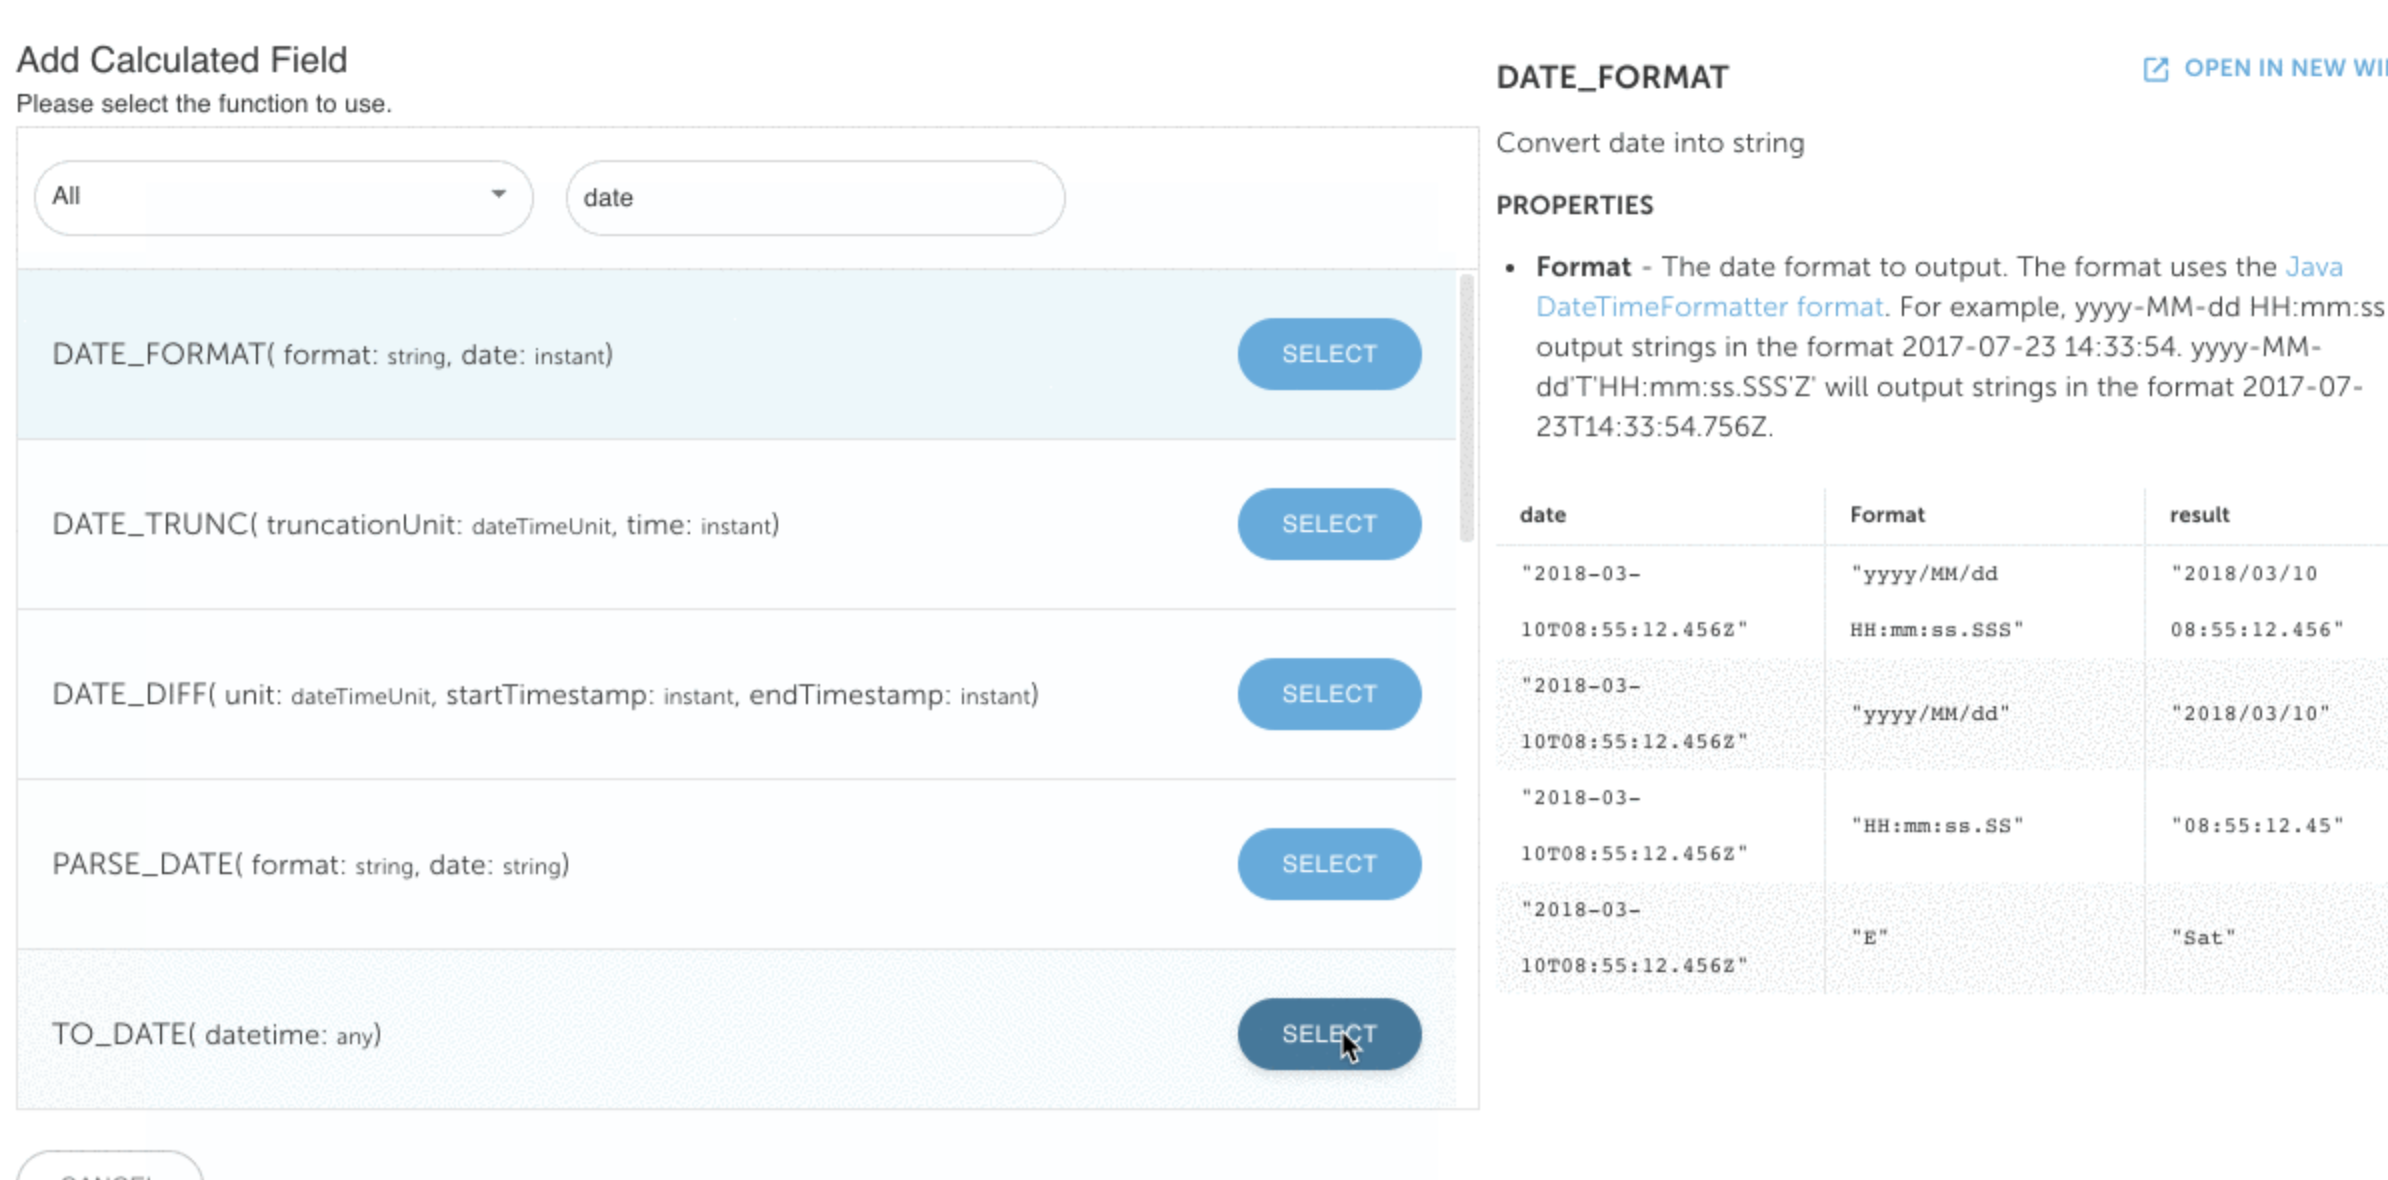 Add Calculated Field
Please select the function to use.
All
date
DATE_FORMAT( format: string, date: instant)
SELECT
DATE_TRUNC( truncationUnit: dateTimeUnit, time: instant)
SELECT
DATE_DIFF( unit: dateTimeUnit, startTimestamp: instant, endTimestamp: instant)
SELECT
PARSE_DATE( format: string, date: string)
SELECT
TO_DATE( datetime: any)
SELECT
DATE_FORMAT
OPEN IN NEW
Convert date into string
PROPERTIES
• Format - The date format to output. The format uses the Java
DateTimeFormatter format. For example, yyyy-MM-dd HH:mm:ss
output strings in the format 2017-07-23 14:33:54. yyyy-MM-
dd'T'HH:mm:ss.SSS'Z' will output strings in the format 2017-07-
23T14:33:54.756Z.
date Format result
"2018-03- "yyyy/MM/dd "2018/03/10
10T08:55:12.456Z" HH:mm:ss.SSS" 08:55:12.456"
"2018-03-
"yyyy/MM/dd" "2018/03/10"
10T08:55:12.456Z"
"2018-03-
"HH:mm:ss.SS" "08:55:12.45"
10T08:55:12.456Z"
"2018-03-
"E" "Sat"
10T08:55:12.456Z"